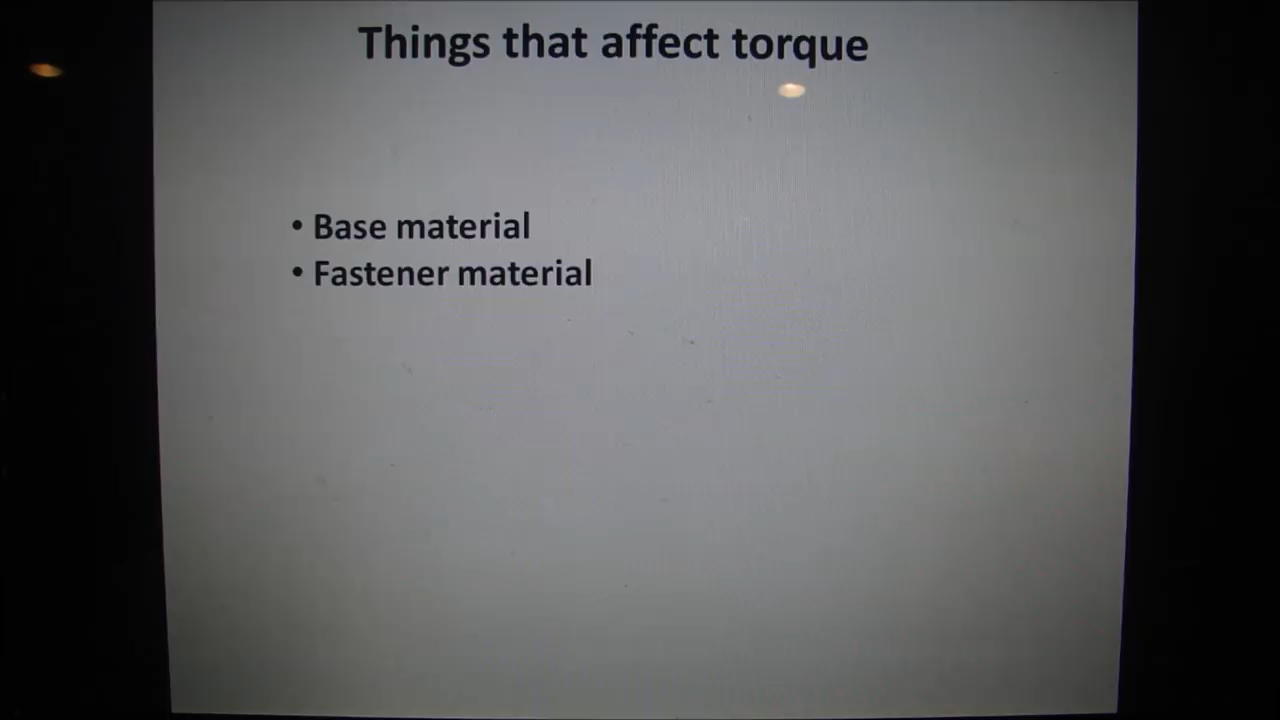 Things that affect torque
• Base material
• Fastener material